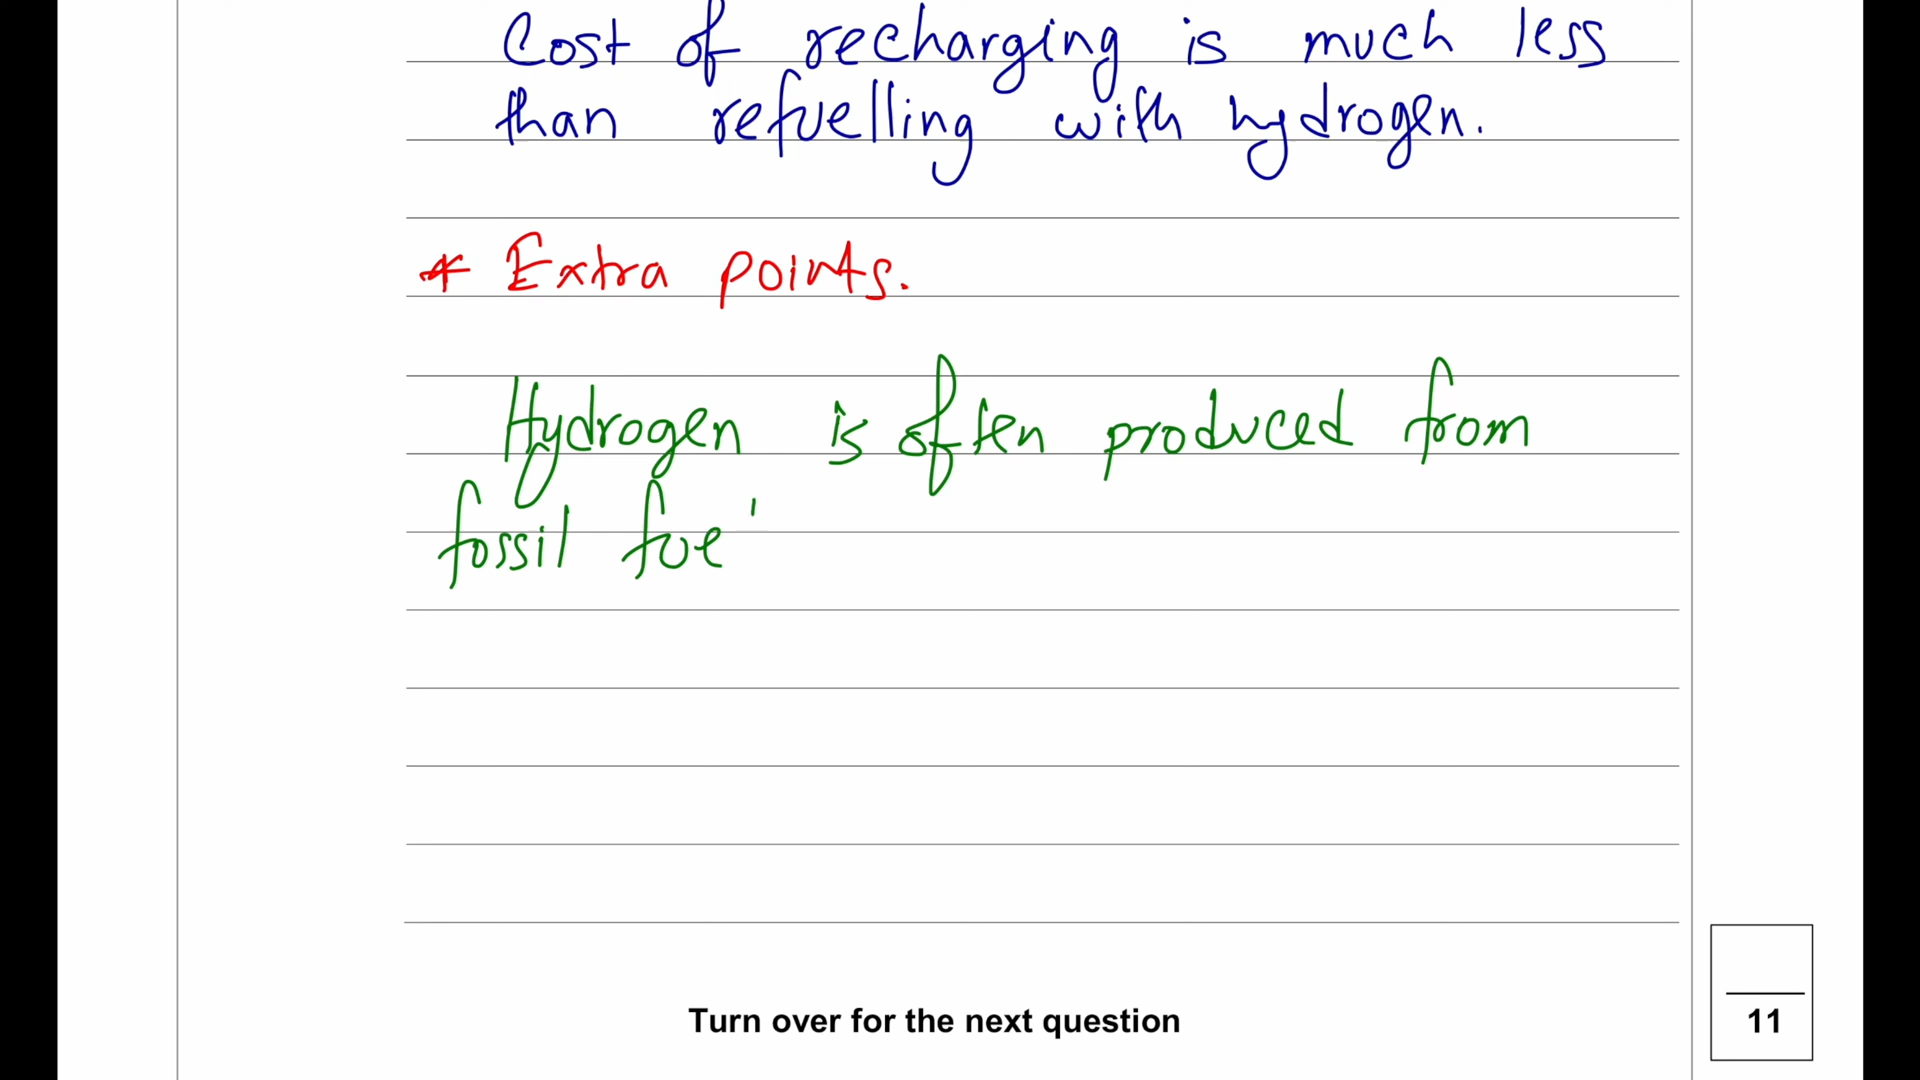 Cost of recharging is much less
than refuelling with hydrogen.
* Extra points.
Hydrogen is often produced from
fossil fue'
Turn over for the next question
11